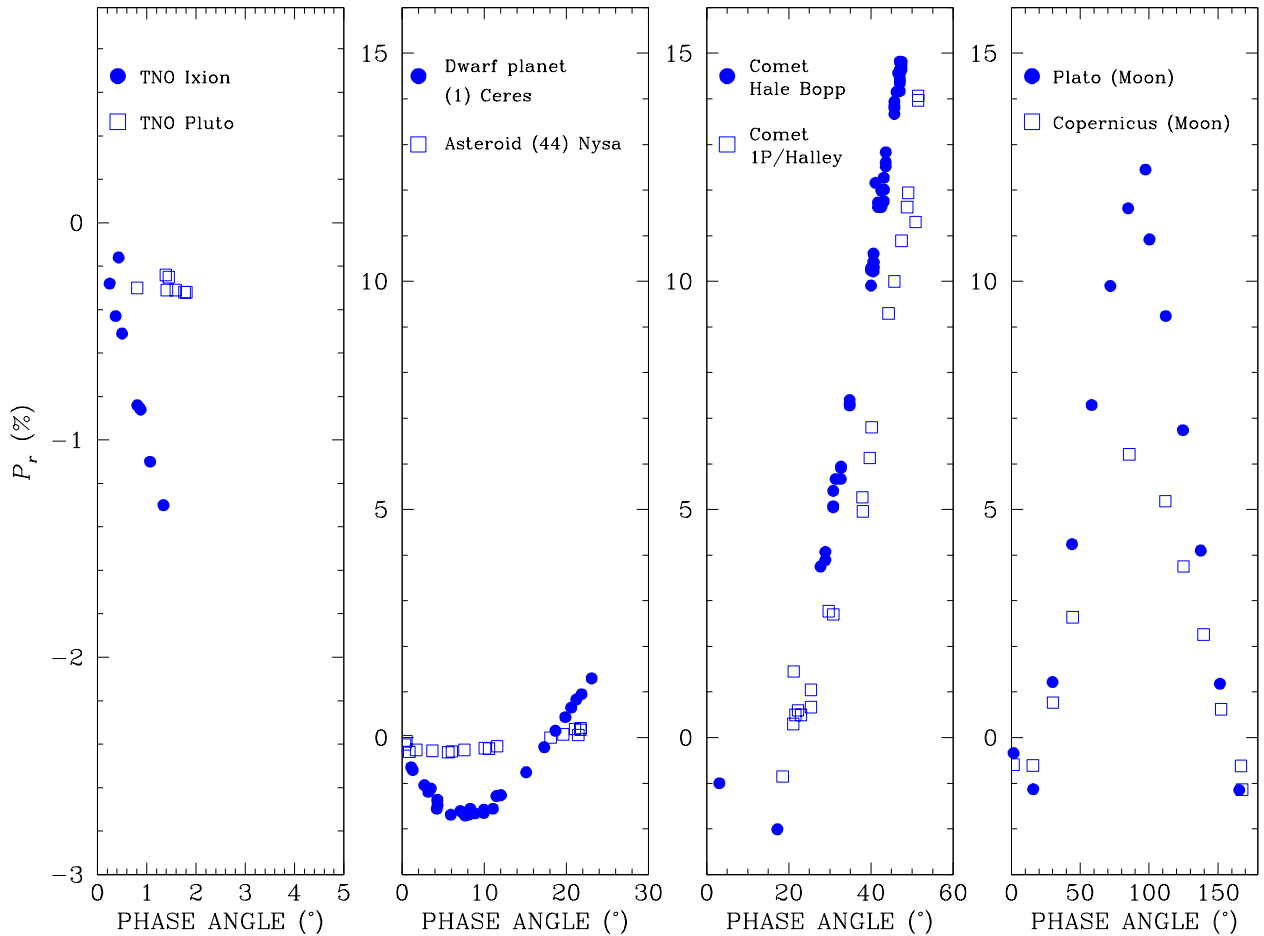 TNO Ixion
TNO Pluto
0
−1
−2
−3
P_r (%)
0 1 2 3 4 5
PHASE ANGLE (°)
Dwarf planet
(1) Ceres
Asteroid (44) Nysa
15
10
5
0
0 10 20 30
PHASE ANGLE (°)
Comet
Hale Bopp
Comet
1P/Halley
15
10
5
0
0 20 40 60
PHASE ANGLE (°)
Plato (Moon)
Copernicus (Moon)
15
10
5
0
0 50 100 150
PHASE ANGLE (°)